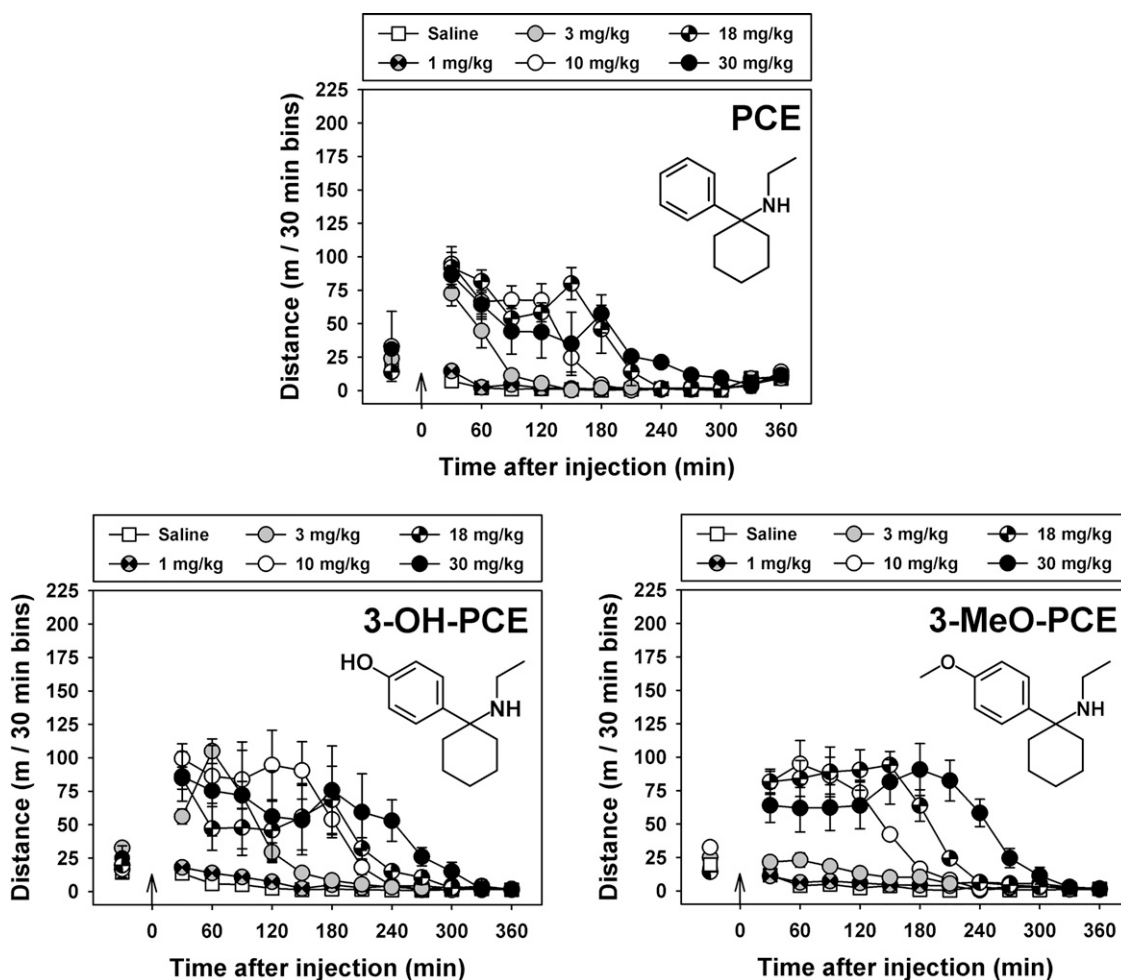 Saline 3 mg/kg 18 mg/kg
1 mg/kg 10 mg/kg 30 mg/kg
PCE
NH
225
200
175
150
125
100
75
50
25
0
Distance (m / 30 min bins)
0 60 120 180 240 300 360
Time after injection (min)
Saline 3 mg/kg 18 mg/kg
1 mg/kg 10 mg/kg 30 mg/kg
3-OH-PCE
HO
NH
225
200
175
150
125
100
75
50
25
0
Distance (m / 30 min bins)
0 60 120 180 240 300 360
Time after injection (min)
Saline 3 mg/kg 18 mg/kg
1 mg/kg 10 mg/kg 30 mg/kg
3-MeO-PCE
O
NH
225
200
175
150
125
100
75
50
25
0
Distance (m / 30 min bins)
0 60 120 180 240 300 360
Time after injection (min)